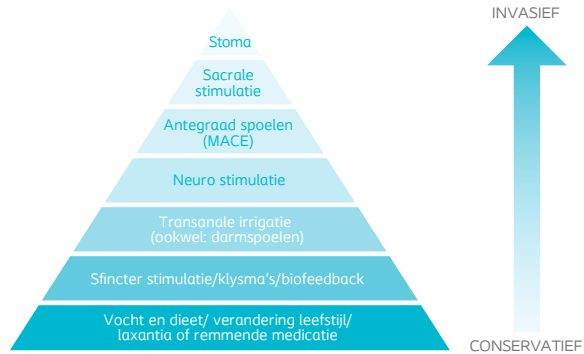 INVASIEF
Stoma
Sacrale
stimulatie
Antegraad spoelen
(MACE)
Neuro stimulatie
Transanale irrigatie
(ookwel: darmspoelen)
Sfincter stimulatie/klysma's/biofeedback
Vocht en dieet/ verandering leefstijl/
laxantia of remmende medicatie
CONSERVATIEF